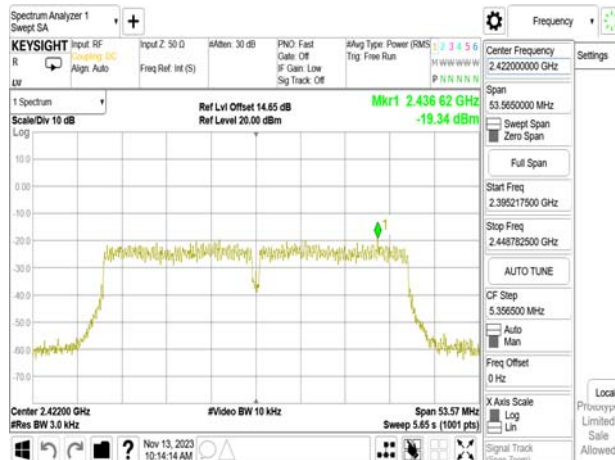 Spectrum Analyzer 1
Swept SA
Frequency
KEYSIGHT
R
Input: RF
Coupling: DC
Align: Auto
Input Z: 50 Ω
Freq Ref: Int (S)
#Atten: 30 dB
PNO: Fast
Gate: Off
IF Gain: Low
Sig Track: Off
#Avg Type: Power (RMS
Trig: Free Run
1 2 3 4 5 6
M W W W W W
P N N N N N
1 Spectrum
Scale/Div 10 dB
Log
Ref Lvl Offset 14.65 dB
Ref Level 20.00 dBm
Mkr1 2.436 62 GHz
-19.34 dBm
10.0
0.00
-10.0
-20.0
-30.0
-40.0
-50.0
-60.0
-70.0
1
Center 2.42200 GHz
#Res BW 3.0 kHz
#Video BW 10 kHz
Span 53.57 MHz
Sweep 5.65 s (1001 pts)
Nov 13, 2023
10:14:14 AM
?
Center Frequency
2.422000000 GHz
Settings
Span
53.5650000 MHz
Swept Span
Zero Span
Full Span
Start Freq
2.395217500 GHz
Stop Freq
2.448782500 GHz
AUTO TUNE
CF Step
5.356500 MHz
Auto
Man
Freq Offset
0 Hz
X Axis Scale
Log
Lin
Signal Track
(Span Zoom)
Local
Prototype
Limited
Sale
Allowed